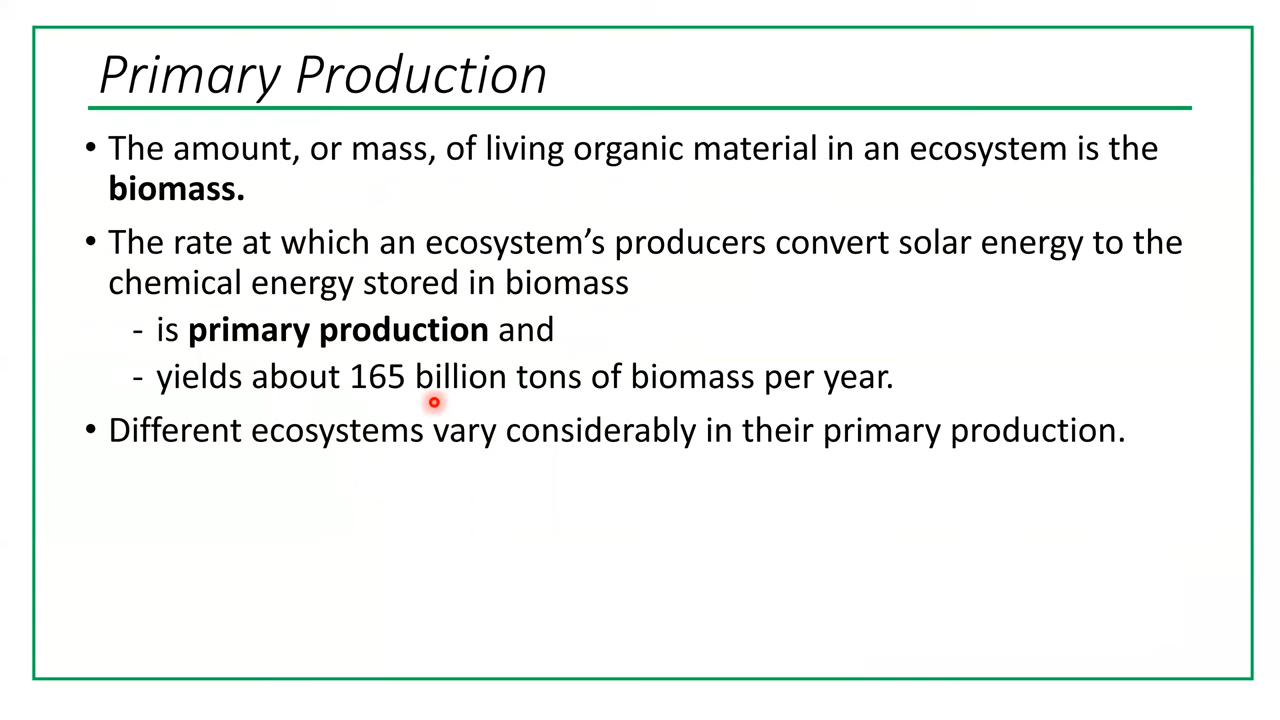 Primary Production
• The amount, or mass, of living organic material in an ecosystem is the
biomass.
• The rate at which an ecosystem’s producers convert solar energy to the
chemical energy stored in biomass
- is primary production and
- yields about 165 billion tons of biomass per year.
• Different ecosystems vary considerably in their primary production.